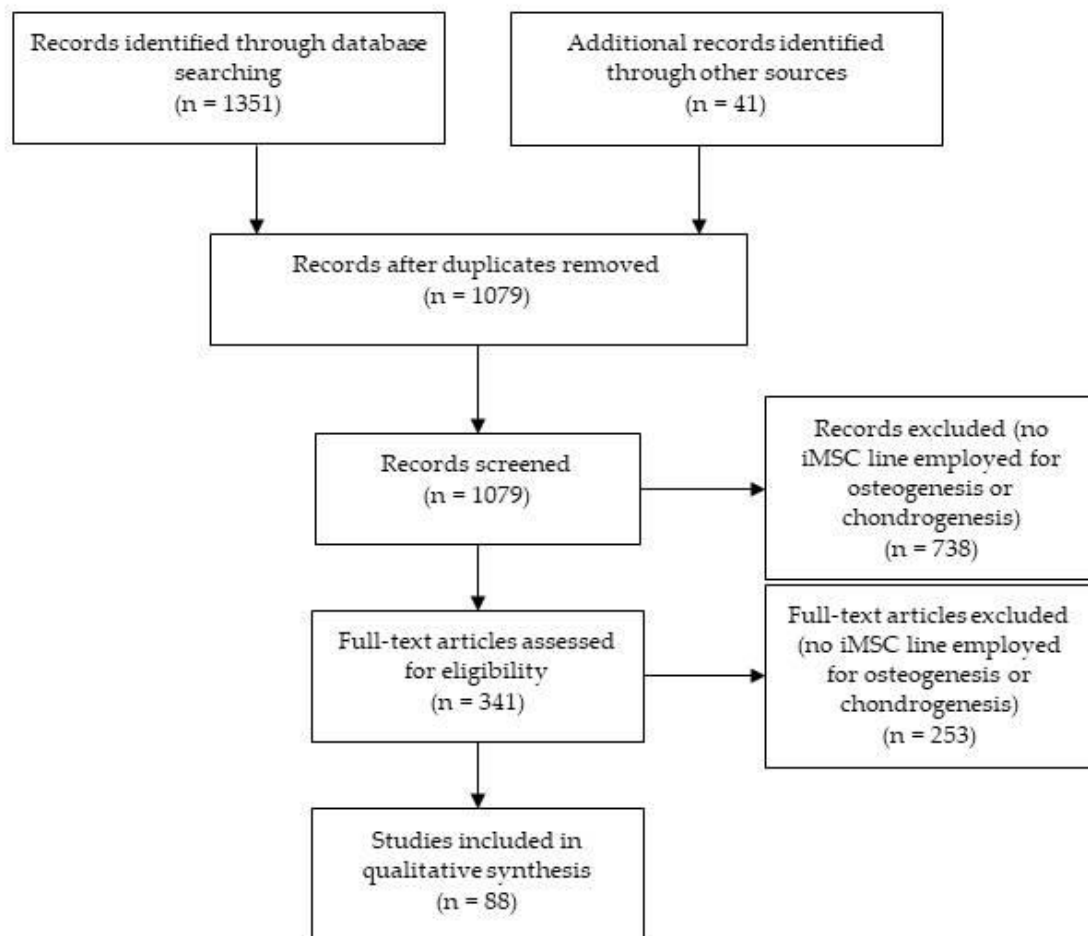 Records identified through database
searching
(n = 1351)
Additional records identified
through other sources
(n = 41)
Records after duplicates removed
(n = 1079)
Records screened
(n = 1079)
Records excluded (no
iMSC line employed for
osteogenesis or
chondrogenesis)
(n = 738)
Full-text articles assessed
for eligibility
(n = 341)
Full-text articles excluded
(no iMSC line employed
for osteogenesis or
chondrogenesis)
(n = 253)
Studies included in
qualitative synthesis
(n = 88)